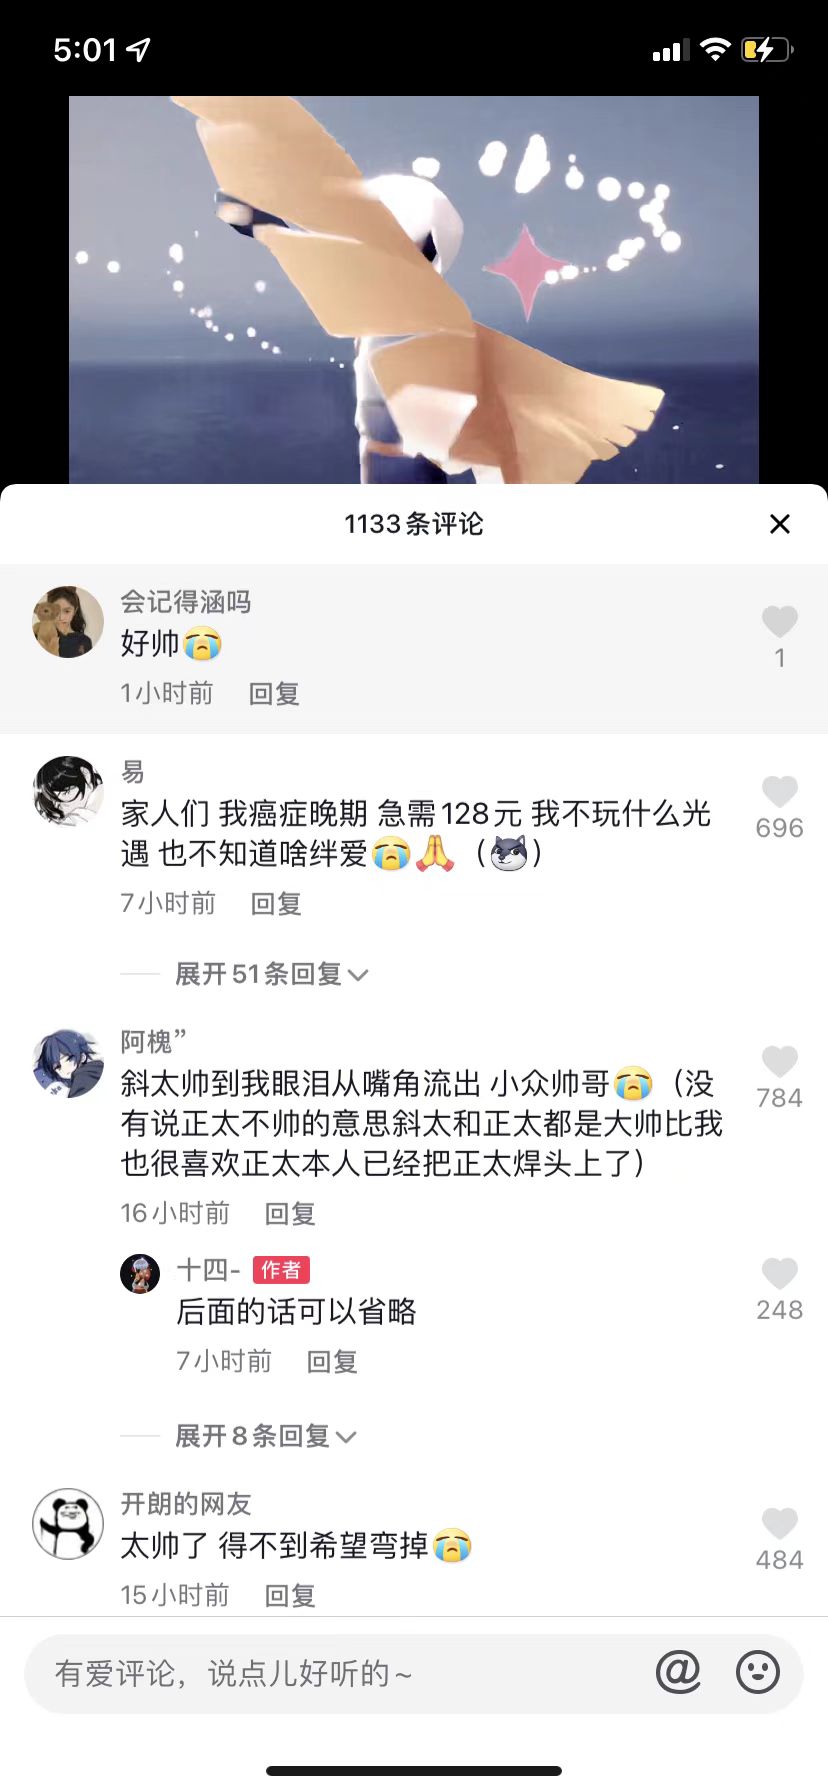 5:01
1133条评论
会记得涵吗
好帅😭
1
1小时前 回复
易
家人们 我癌症晚期 急需128元 我不玩什么光
遇 也不知道啥绊爱😭🙏（🐺）
696
7小时前 回复
展开51条回复
阿槐”
斜太帅到我眼泪从嘴角流出 小众帅哥😭（没
有说正太不帅的意思斜太和正太都是大帅比我
也很喜欢正太本人已经把正太焊头上了）
784
16小时前 回复
十四- 作者
后面的话可以省略
248
7小时前 回复
展开8条回复
开朗的网友
太帅了 得不到希望弯掉😭
484
15小时前 回复
有爱评论，说点儿好听的~ @